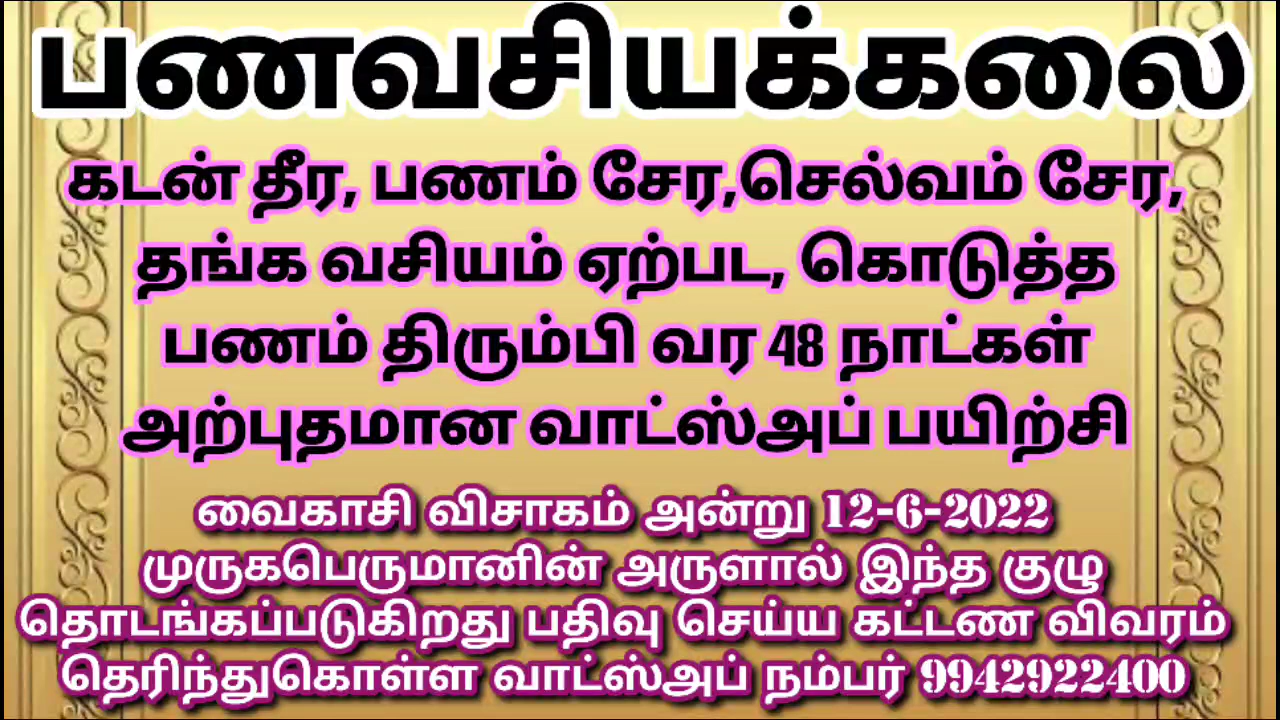 பணவசியக்கலை
கடன் தீர, பணம் சேர,செல்வம் சேர,
தங்க வசியம் ஏற்பட, கொடுத்த
பணம் திரும்பி வர 48 நாட்கள்
அற்புதமான வாட்ஸ்அப் பயிற்சி
வைகாசி விசாகம் அன்று 12-6-2022
முருகபெருமானின் அருளால் இந்த குழு
தொடங்கப்படுகிறது பதிவு செய்ய கட்டண விவரம்
தெரிந்துகொள்ள வாட்ஸ்அப் நம்பர் 9942922400